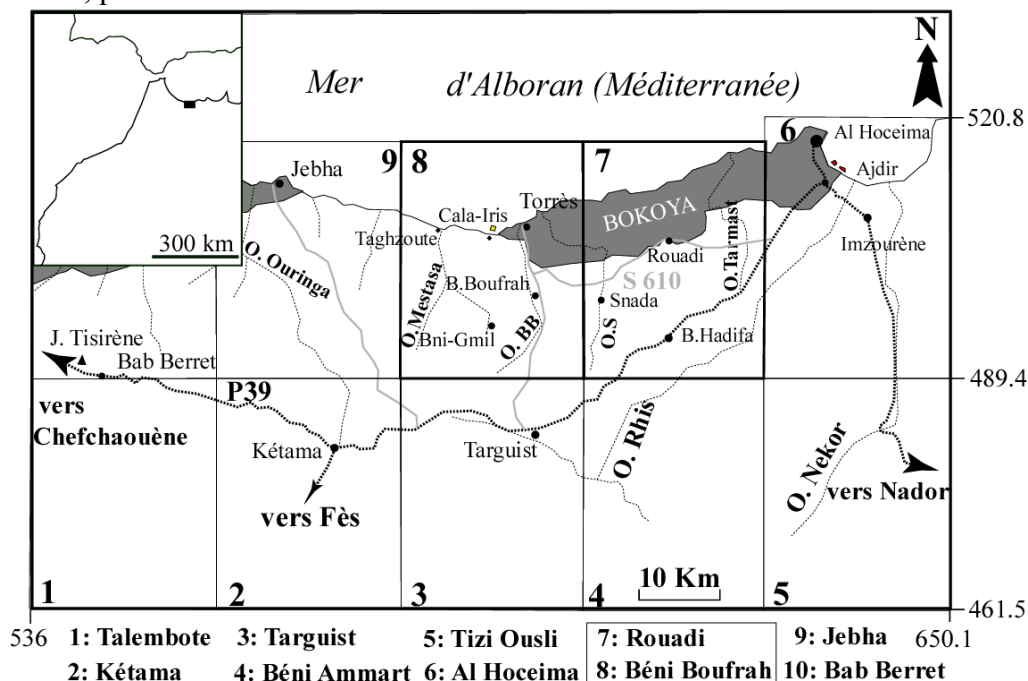 N
Mer d'Alboran (Méditerranée)
520.8
6
Al Hoceima
Ajdir
9
8
7
Jebha
Torrès
BOKOYA
Cala-Iris
Taghzoute
Imzourène
300 km
O. Ouringa
O. Mestasa
B.Boufrah
Rouadi
S 610
O.Tarmast
Snada
O.S
O. BB
Bni-Gmil
B.Hadifa
J. Tisirène
Bab Berret
489.4
P39
vers
Chefchaouène
Kétama
Targuist
O. Rhis
O. Nekor
vers Nador
vers Fès
10 Km
1
2
3
4
5
461.5
536
650.1
1: Talembote 3: Targuist 5: Tizi Ousli 7: Rouadi 9: Jebha
2: Kétama 4: Béni Ammart 6: Al Hoceima 8: Béni Boufrah 10: Bab Berret